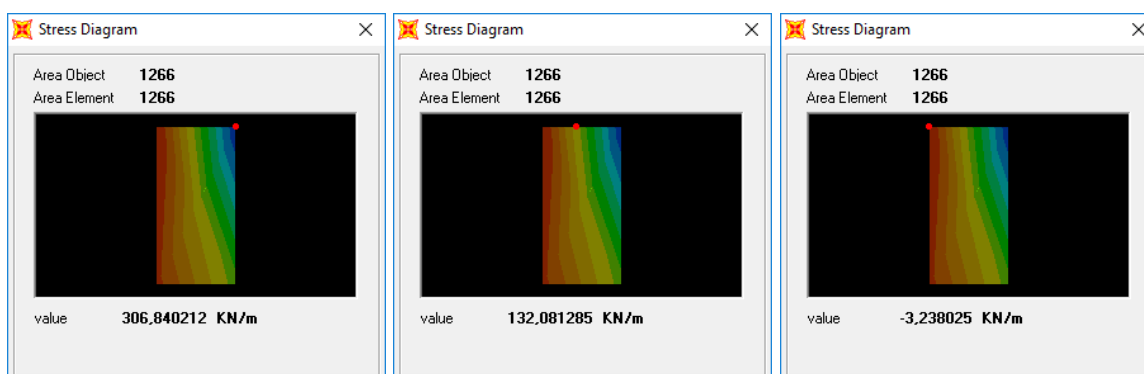 Stress Diagram
Area Object 1266
Area Element 1266
value 306,840212 KN/m
Stress Diagram
Area Object 1266
Area Element 1266
value 132,081285 KN/m
Stress Diagram
Area Object 1266
Area Element 1266
value -3,238025 KN/m